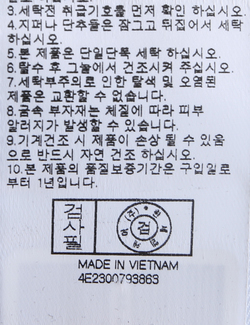 3.세탁전 취급기호를 먼저 확인 하십시오.
4.지퍼나 단추들은 잠그고 뒤집어서 세탁
하십시오.
5.본 제품은 단일단독 세탁 하십시오.
6.탈수 후 그늘에서 건조시켜 주십시오.
7.세탁부주의로 인한 탈색 및 오염된
제품은 교환할 수 없습니다.
8.금속 부자재는 체질에 따라 피부
알러지가 발생할 수 있습니다.
9.기계건조 시 제품이 손상 될 수 있음
으로 반드시 자연 건조 하십시오.
10.본 제품의 품질보증기간은 구입일로
부터 1년입니다.
검사필
(주)
검
MADE IN VIETNAM
4E2300793863